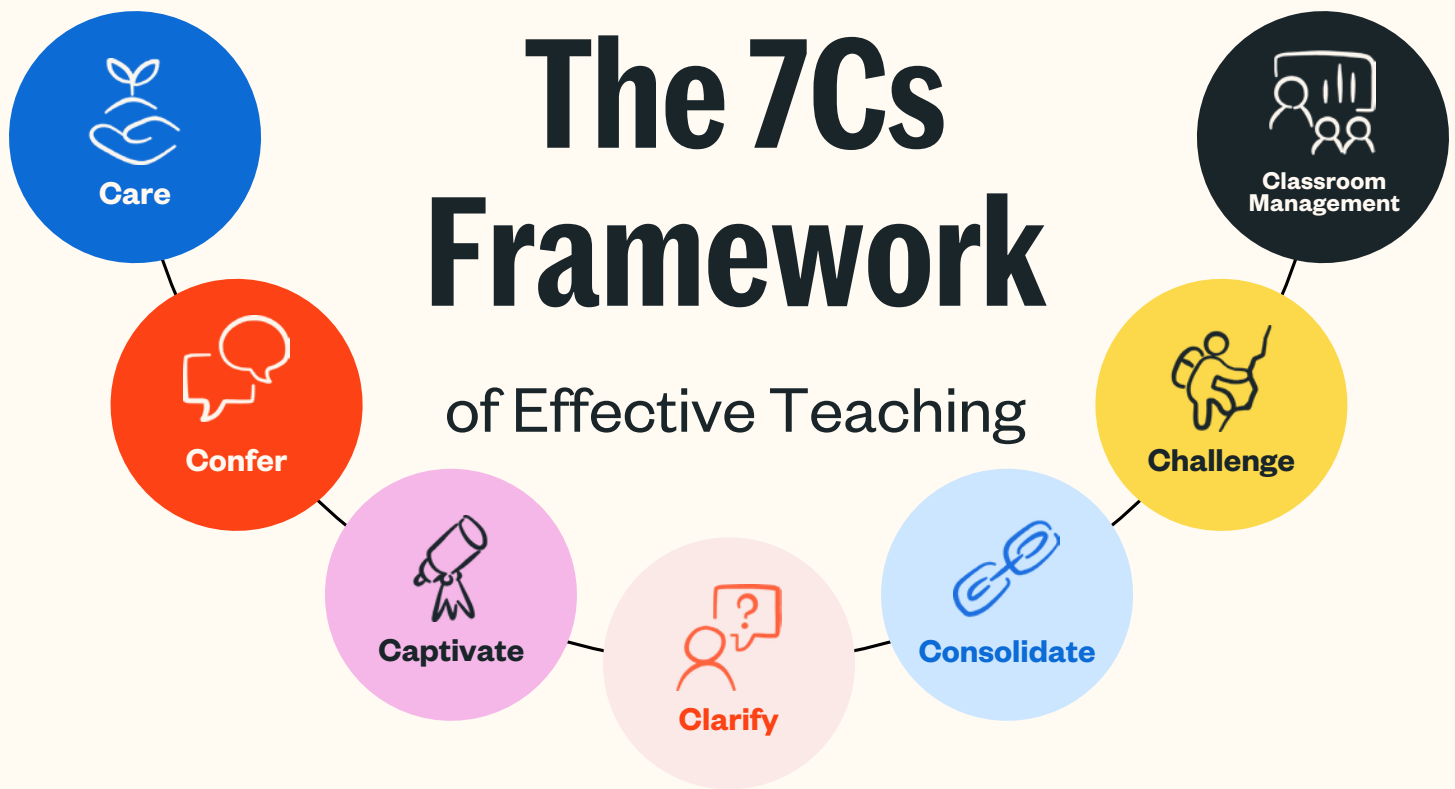 The 7Cs
Framework
of Effective Teaching
Care
Confer
Captivate
?
Clarify
Consolidate
Challenge
Classroom
Management